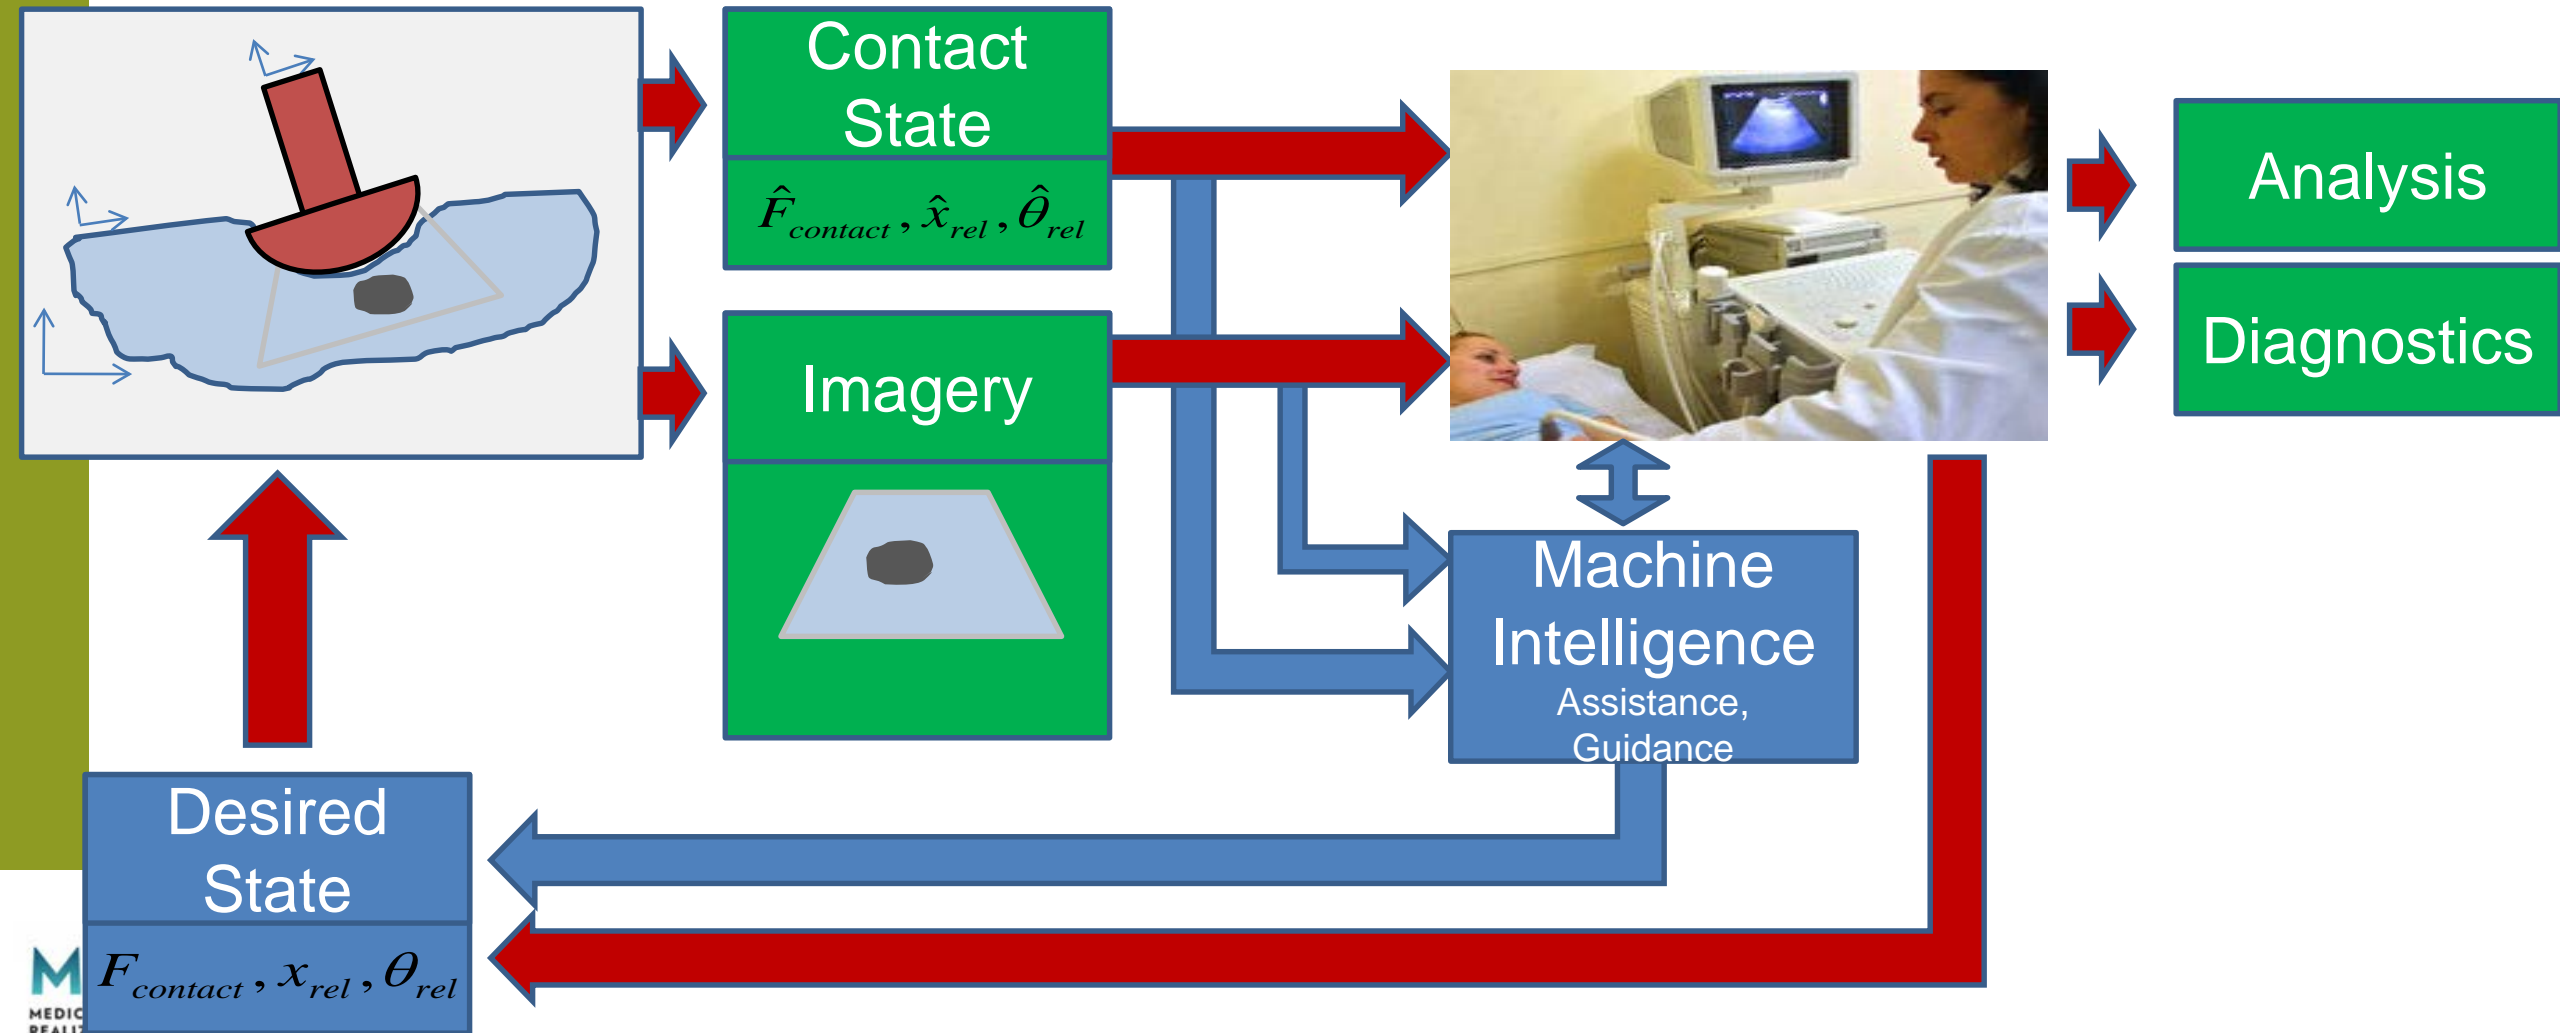 Contact
State
F̂contact , x̂rel , θ̂rel
Imagery
Analysis
Diagnostics
Machine
Intelligence
Assistance,
Guidance
Desired
State
Fcontact , xrel , θrel
M